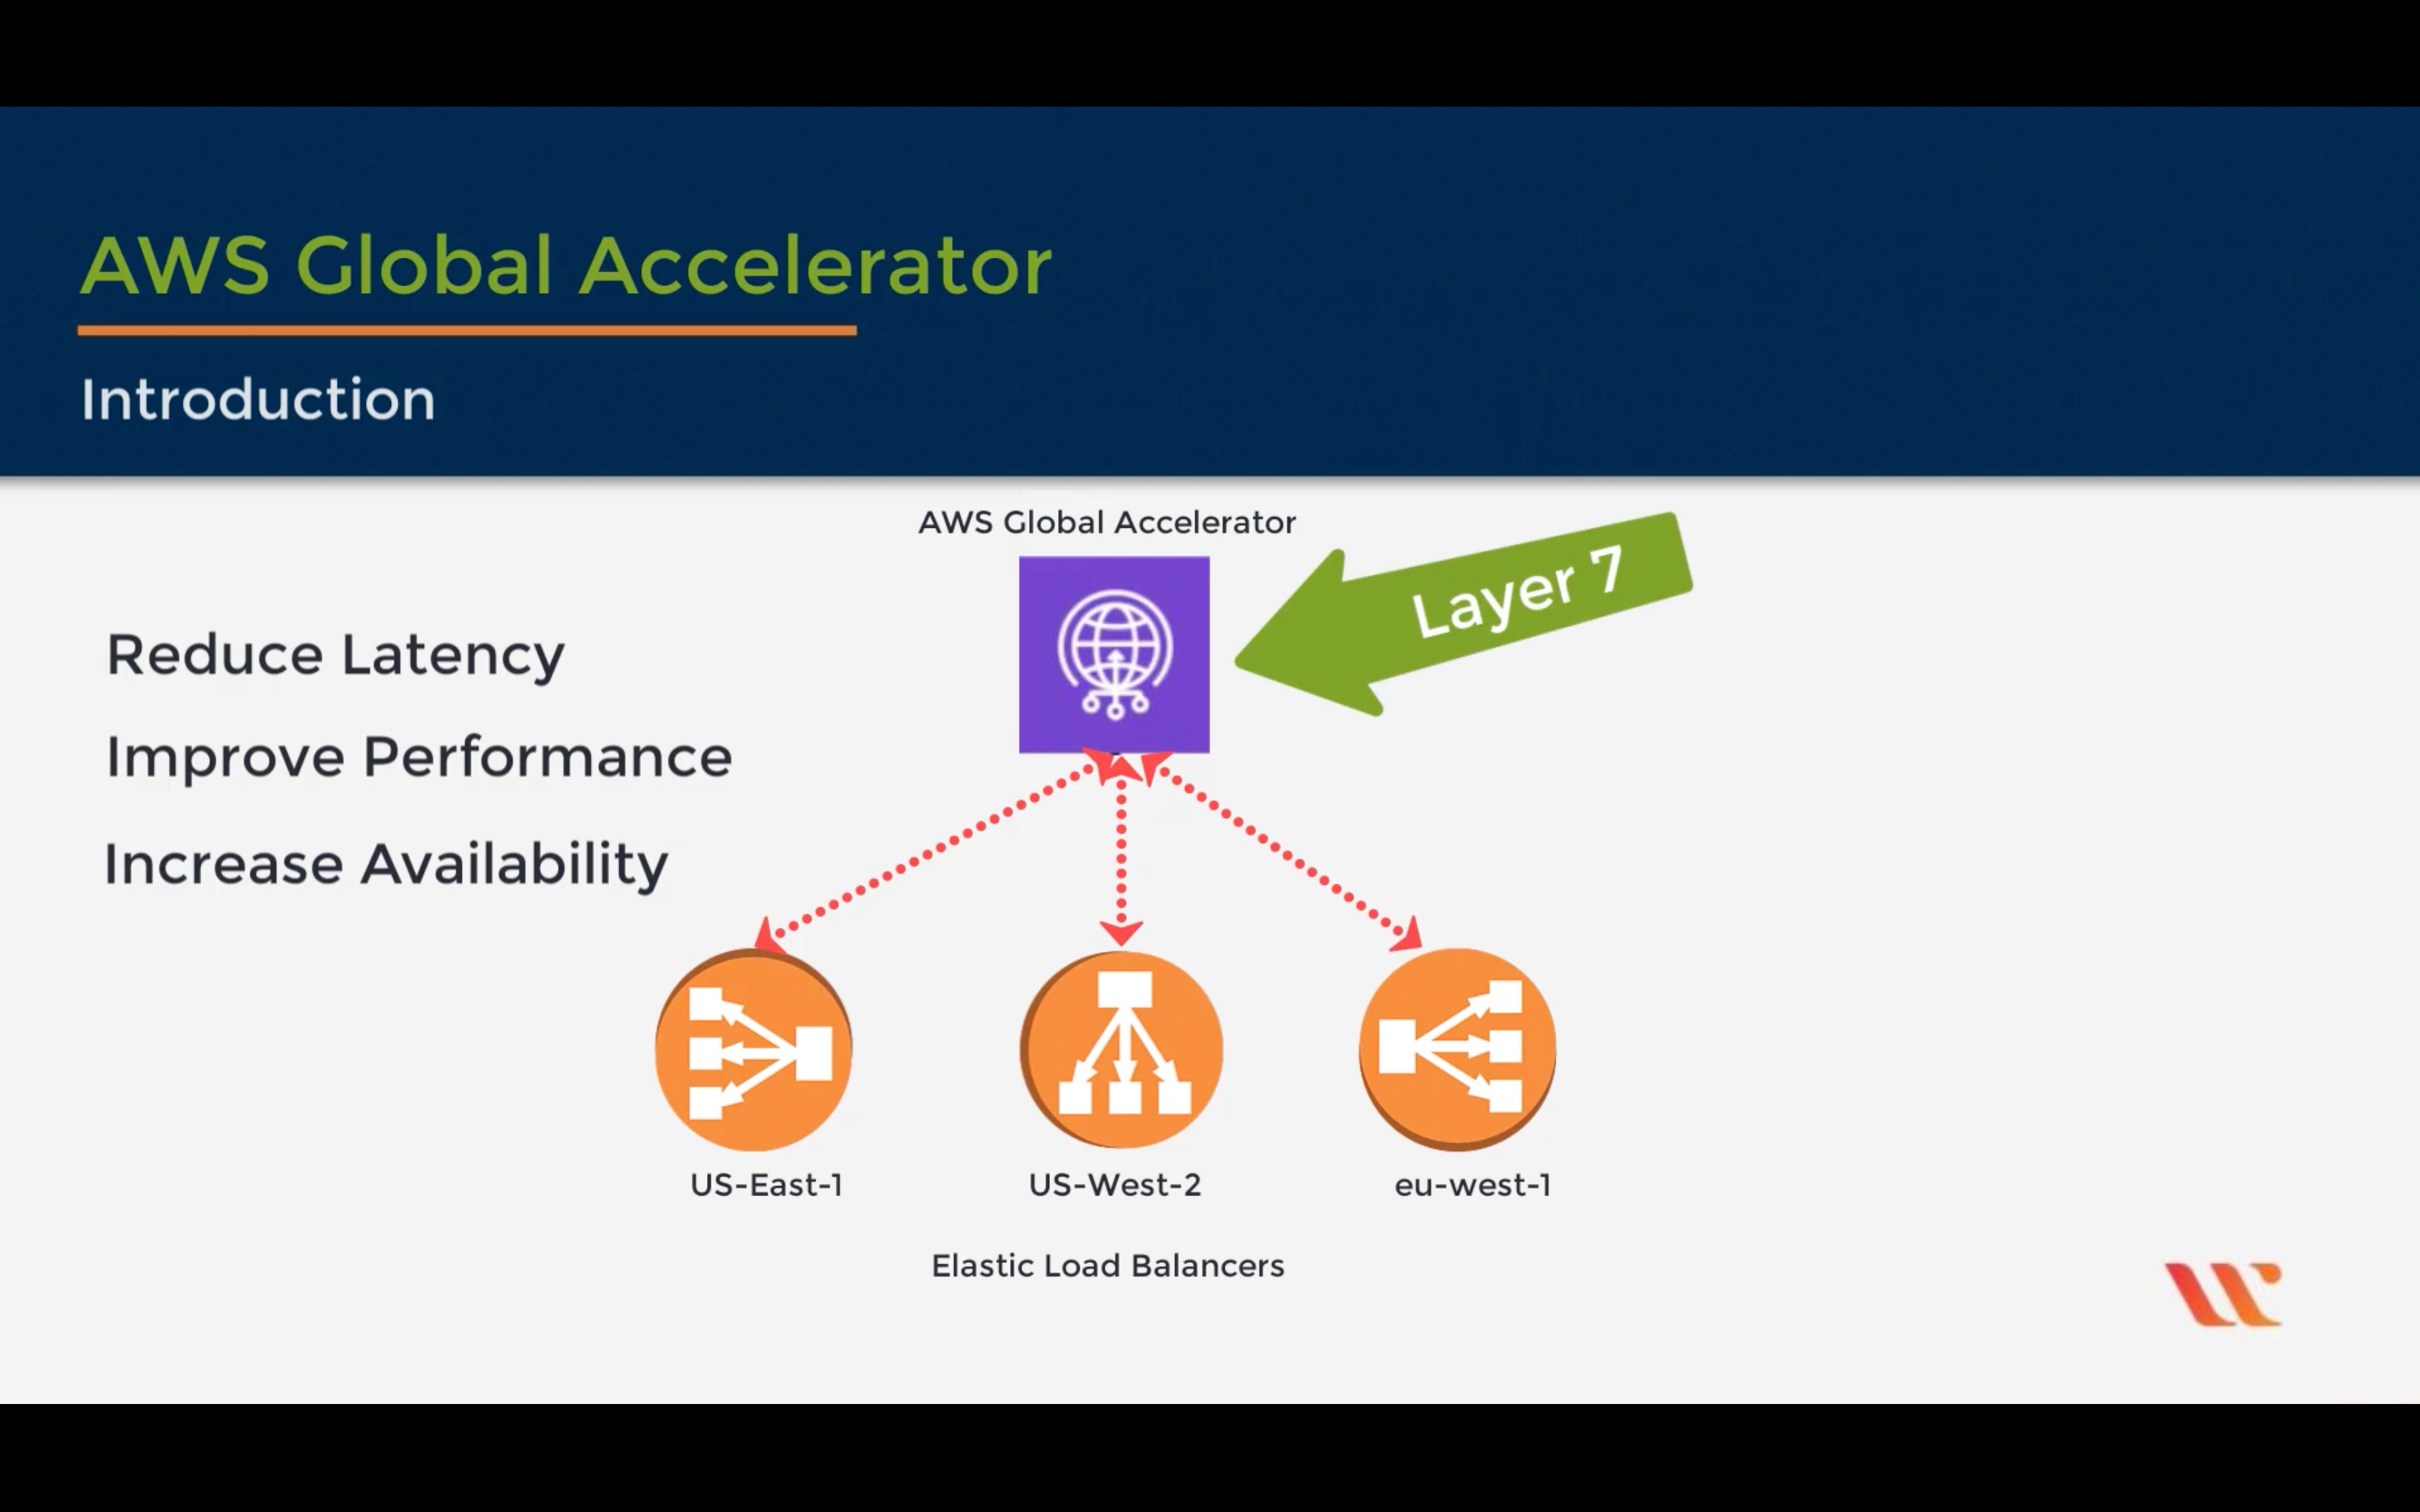 AWS Global Accelerator
Introduction
AWS Global Accelerator
Layer 7
Reduce Latency
Improve Performance
Increase Availability
US-East-1
US-West-2
eu-west-1
Elastic Load Balancers